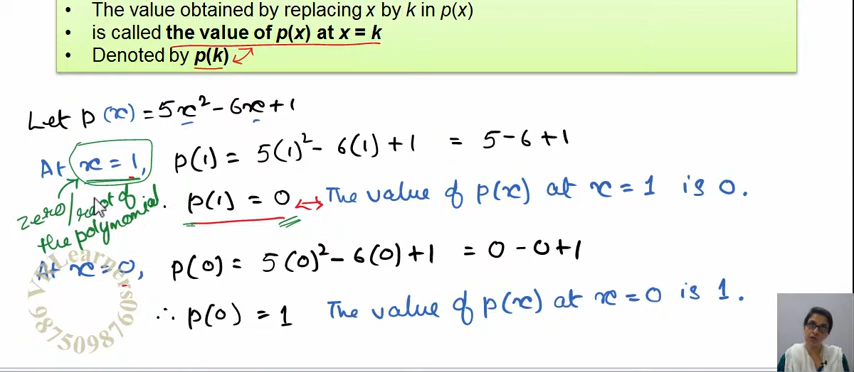 • The value obtained by replacing x by k in p(x)
• is called the value of p(x) at x = k
• Denoted by p(k)
Let p(x) = 5x² - 6x + 1
At x = 1, p(1) = 5(1)² - 6(1) + 1 = 5 - 6 + 1
zero/root of the polynomial.
p(1) = 0 ↔ The value of p(x) at x = 1 is 0.
At x = 0, p(0) = 5(0)² - 6(0) + 1 = 0 - 0 + 1
∴ p(0) = 1 The value of p(x) at x = 0 is 1.
Learners
9875098760